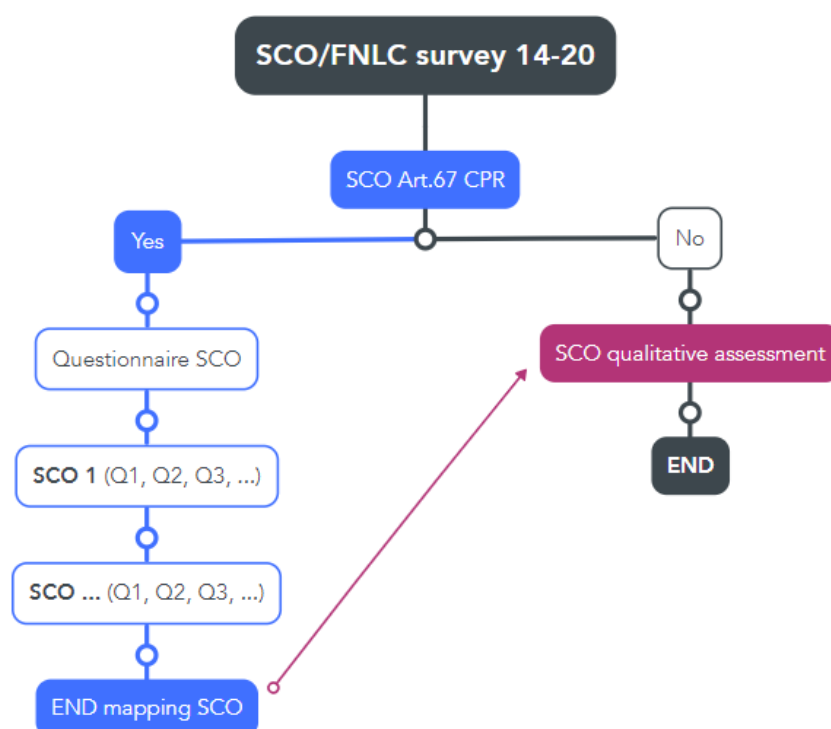 SCO/FNLC survey 14-20
SCO Art.67 CPR
Yes
No
Questionnaire SCO
SCO qualitative assessment
SCO 1 (Q1, Q2, Q3, ...)
END
SCO ... (Q1, Q2, Q3, ...)
END mapping SCO